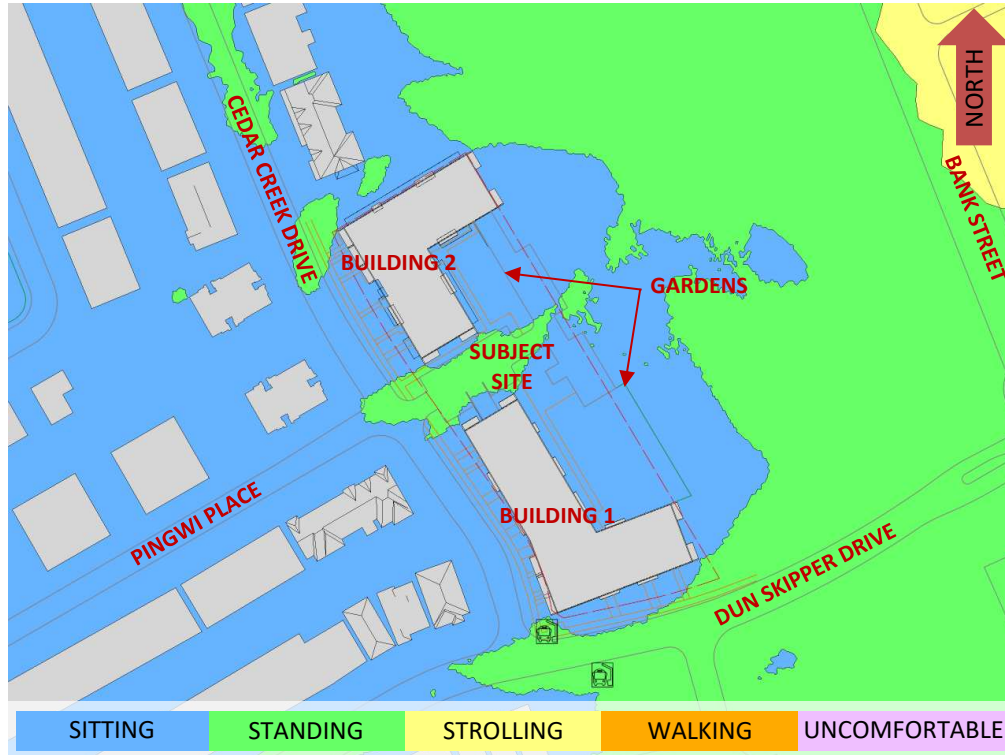 NORTH
CEDAR CREEK DRIVE
BANK STREET
BUILDING 2
GARDENS
SUBJECT
SITE
PINGWI PLACE
BUILDING 1
DUN SKIPPER DRIVE
SITTING
STANDING
STROLLING
WALKING
UNCOMFORTABLE